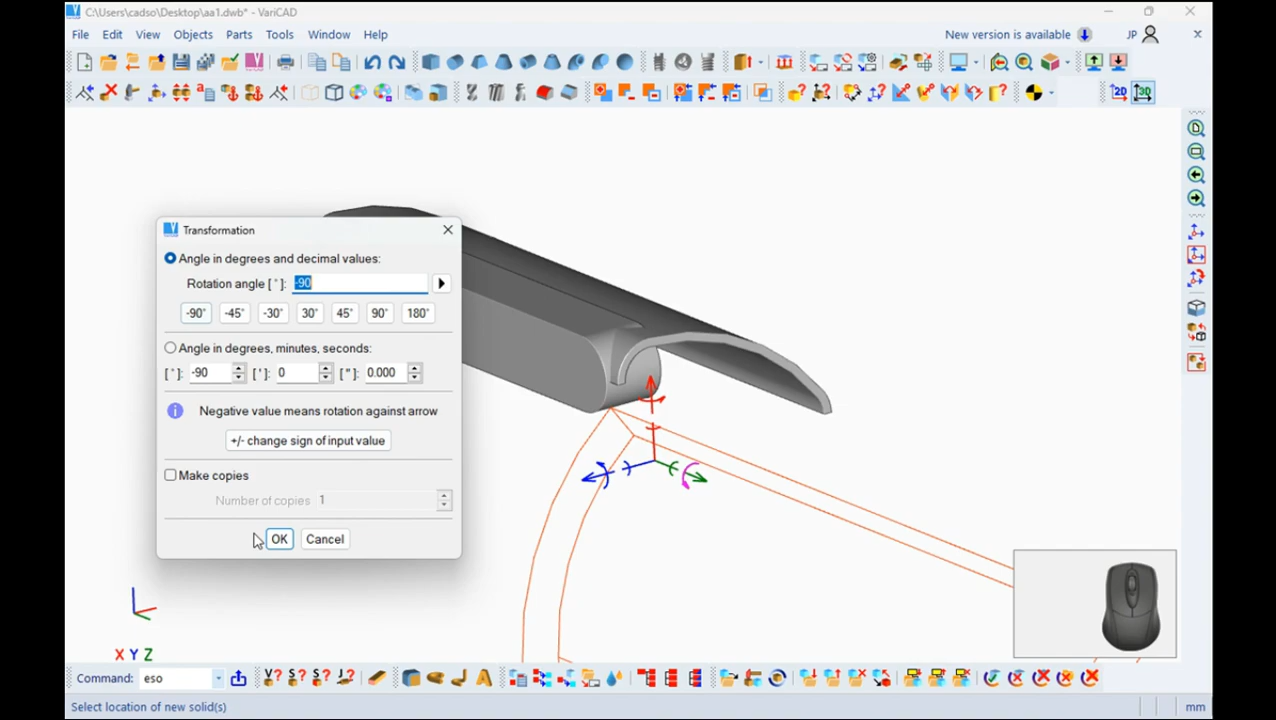 C:\Users\cadso\Desktop\aa1.dwb* - VariCAD
File Edit View Objects Parts Tools View Window Help
New version is available
JP
2D 3D
Transformation
Angle in degrees and decimal values:
Rotation angle [°]: -90
-90° -45° -30° 30° 45° 90° 180°
Angle in degrees, minutes, seconds:
[°]: -90 [']: 0 ["]: 0.000
Negative value means rotation against arrow
+/- change sign of input value
Make copies
Number of copies 1
OK Cancel
X Y Z
Command: eso
V? S? S? J?
Select location of new solid(s)
mm